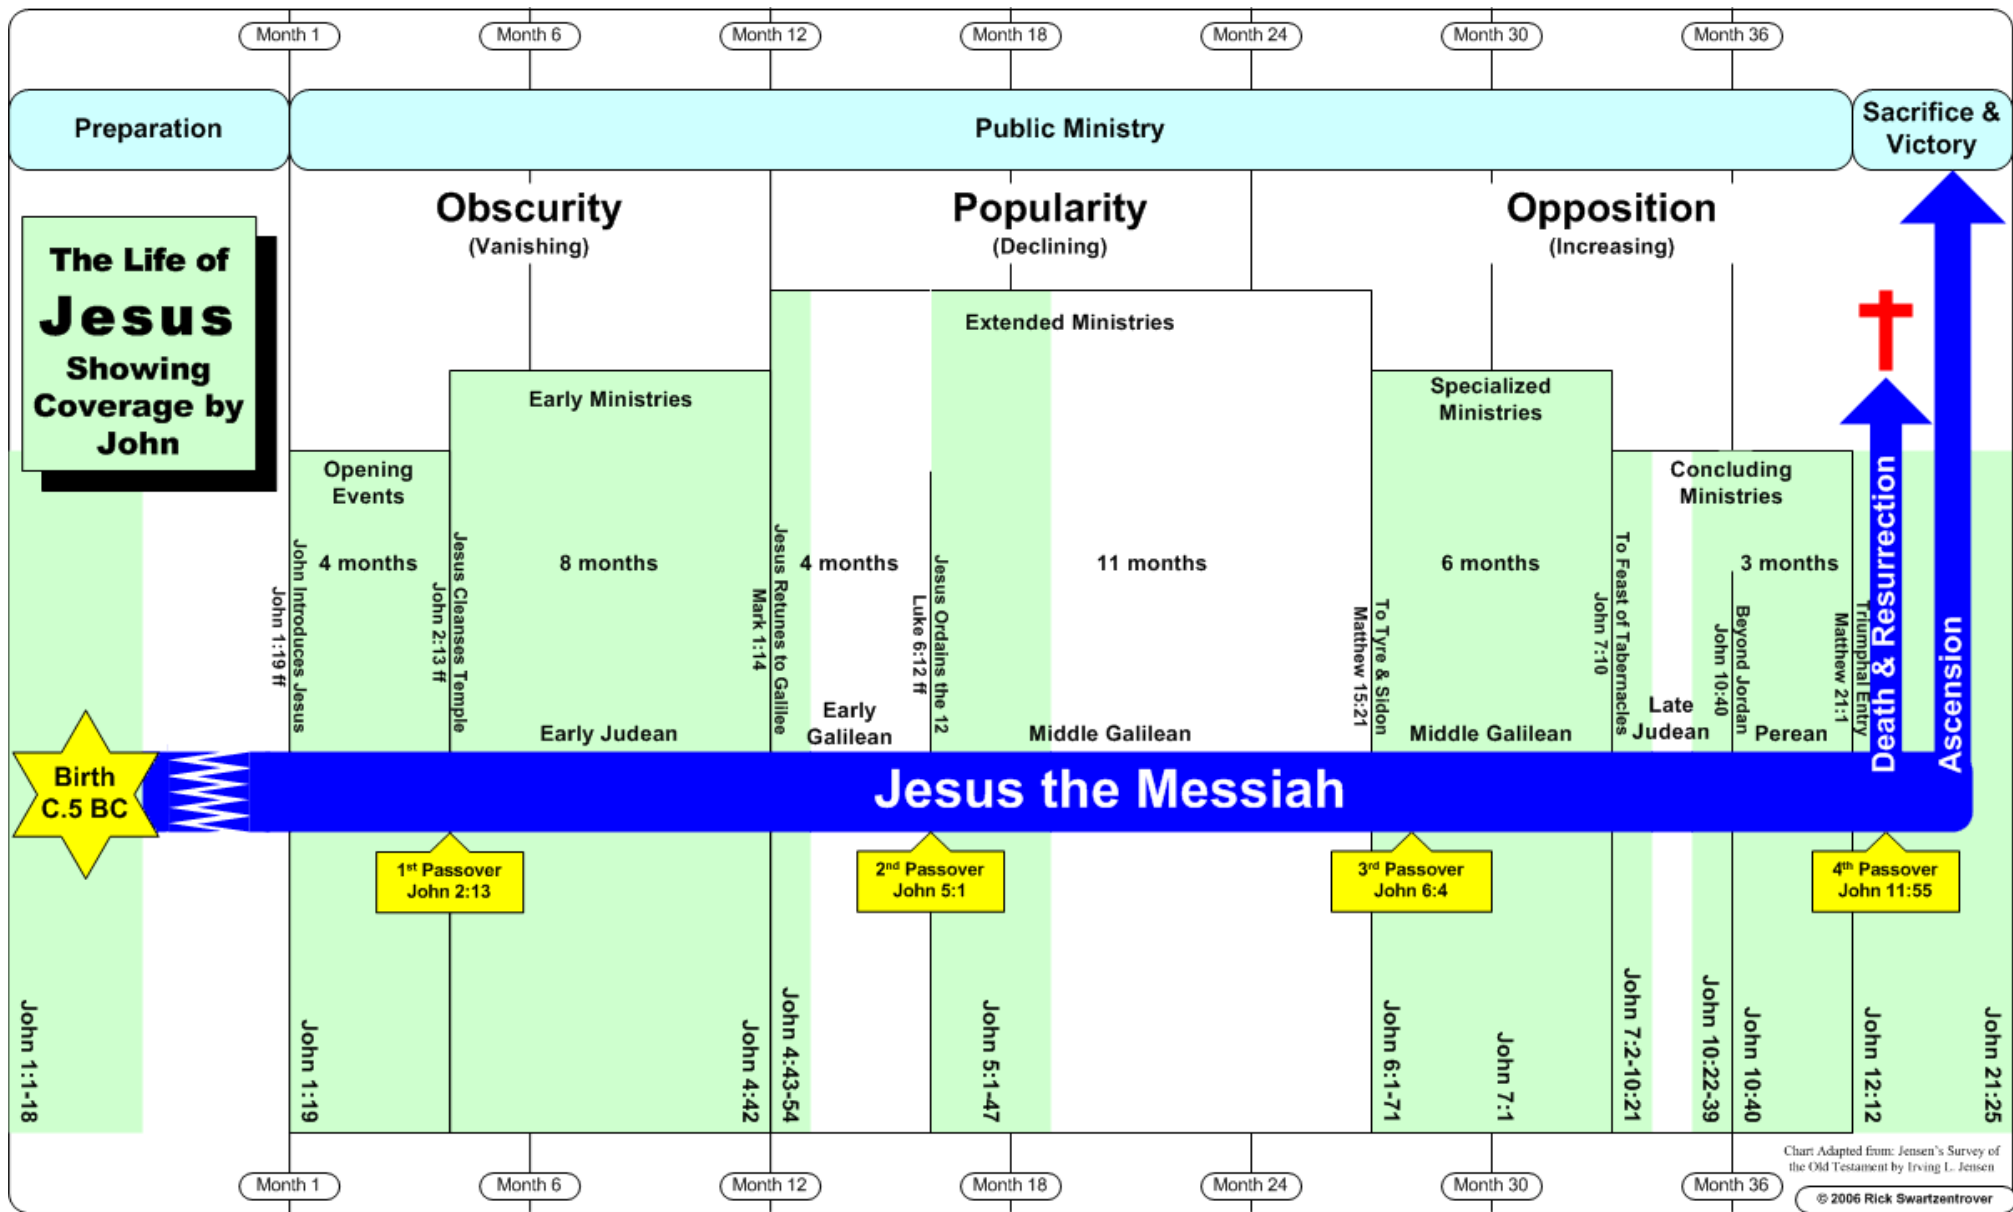 Month 1
Month 6
Month 12
Month 18
Month 24
Month 30
Month 36
Preparation
Public Ministry
Sacrifice &
Victory
Obscurity
(Vanishing)
Popularity
(Declining)
Opposition
(Increasing)
The Life of
Jesus
Showing
Coverage by
John
Extended Ministries
Early Ministries
Specialized
Ministries
Opening
Events
Concluding
Ministries
4 months
8 months
4 months
11 months
6 months
3 months
John Introduces Jesus
John 1:19 ff
Jesus Cleanses Temple
John 2:13 ff
Jesus Retunes to Galilee
Mark 1:14
Jesus Ordains the 12
Luke 6:12 ff
To Tyre & Sidon
Matthew 15:21
To Feast of Tabernacles
John 7:10
Beyond Jordan
John 10:40
Triumphal Entry
Matthew 21:1
Death & Resurrection
Ascension
Early Judean
Early
Galilean
Middle Galilean
Middle Galilean
Late
Judean
Perean
Birth
C.5 BC
Jesus the Messiah
1st Passover
John 2:13
2nd Passover
John 5:1
3rd Passover
John 6:4
4th Passover
John 11:55
John 1:1-18
John 1:19
John 4:42
John 4:43-54
John 5:1-47
John 6:1-71
John 7:1
John 7:2-10:21
John 10:22-39
John 10:40
John 12:12
John 21:25
Chart Adapted from: Jensen's Survey of
the Old Testament by Irving L. Jensen
Month 1
Month 6
Month 12
Month 18
Month 24
Month 30
Month 36
© 2006 Rick Swartzentrover